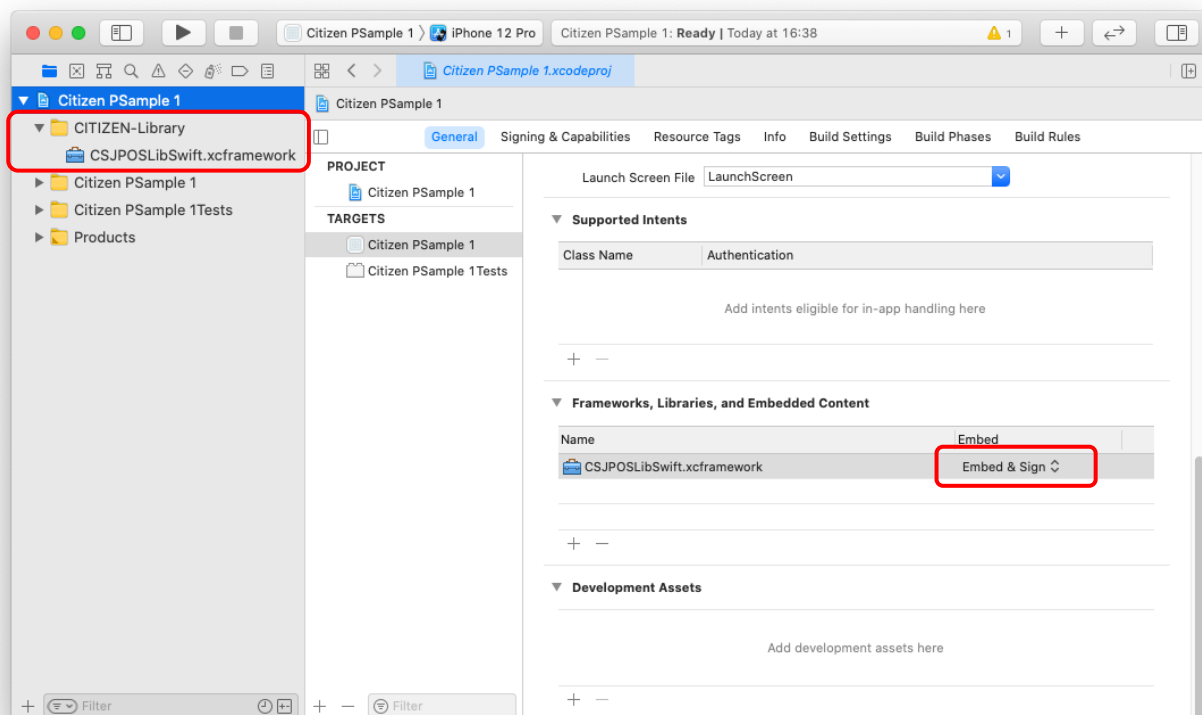 Citizen PSample 1 〉 iPhone 12 Pro
Citizen PSample 1: Ready | Today at 16:38
1
Citizen PSample 1.xcodeproj
Citizen PSample 1
CITIZEN-Library
CSJPOSLibSwift.xcframework
Citizen PSample 1
Citizen PSample 1Tests
Products
Filter
Citizen PSample 1
General Signing & Capabilities Resource Tags Info Build Settings Build Phases Build Rules
PROJECT
Citizen PSample 1
TARGETS
Citizen PSample 1
Citizen PSample 1Tests
Filter
Launch Screen File LaunchScreen
Supported Intents
Class Name Authentication
Add intents eligible for in-app handling here
Frameworks, Libraries, and Embedded Content
Name Embed
CSJPOSLibSwift.xcframework Embed & Sign
Development Assets
Add development assets here